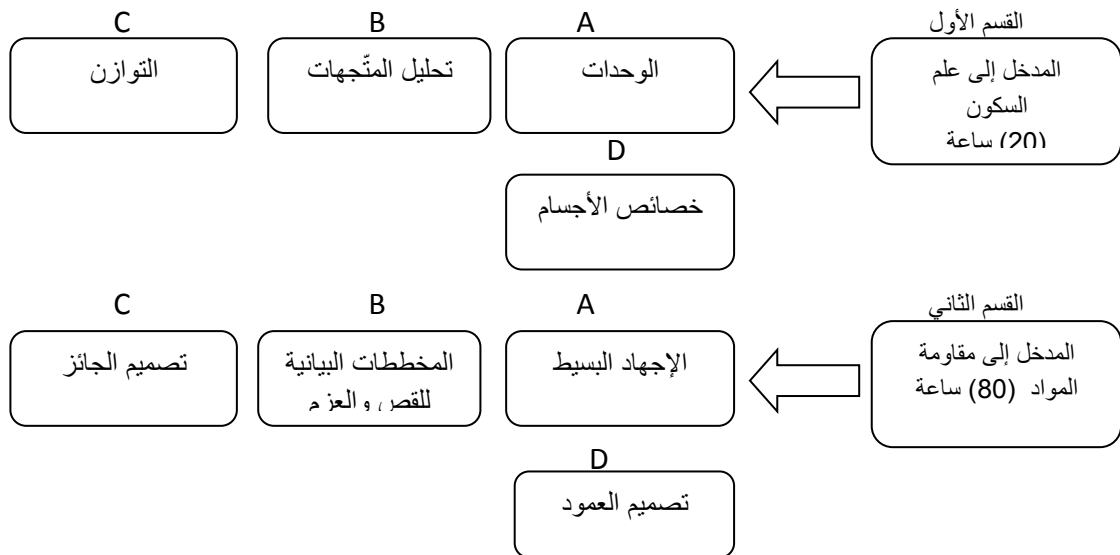 القسم الأول
المدخل إلى علم
السكون
(20) ساعة
A
الوحدات
B
تحليل المتّجهات
C
التوازن
D
خصائص الأجسام
القسم الثاني
المدخل إلى مقاومة
المواد (80) ساعة
A
الإجهاد البسيط
B
المخططات البيانية
للقص والعزم
C
تصميم الجائز
D
تصميم العمود